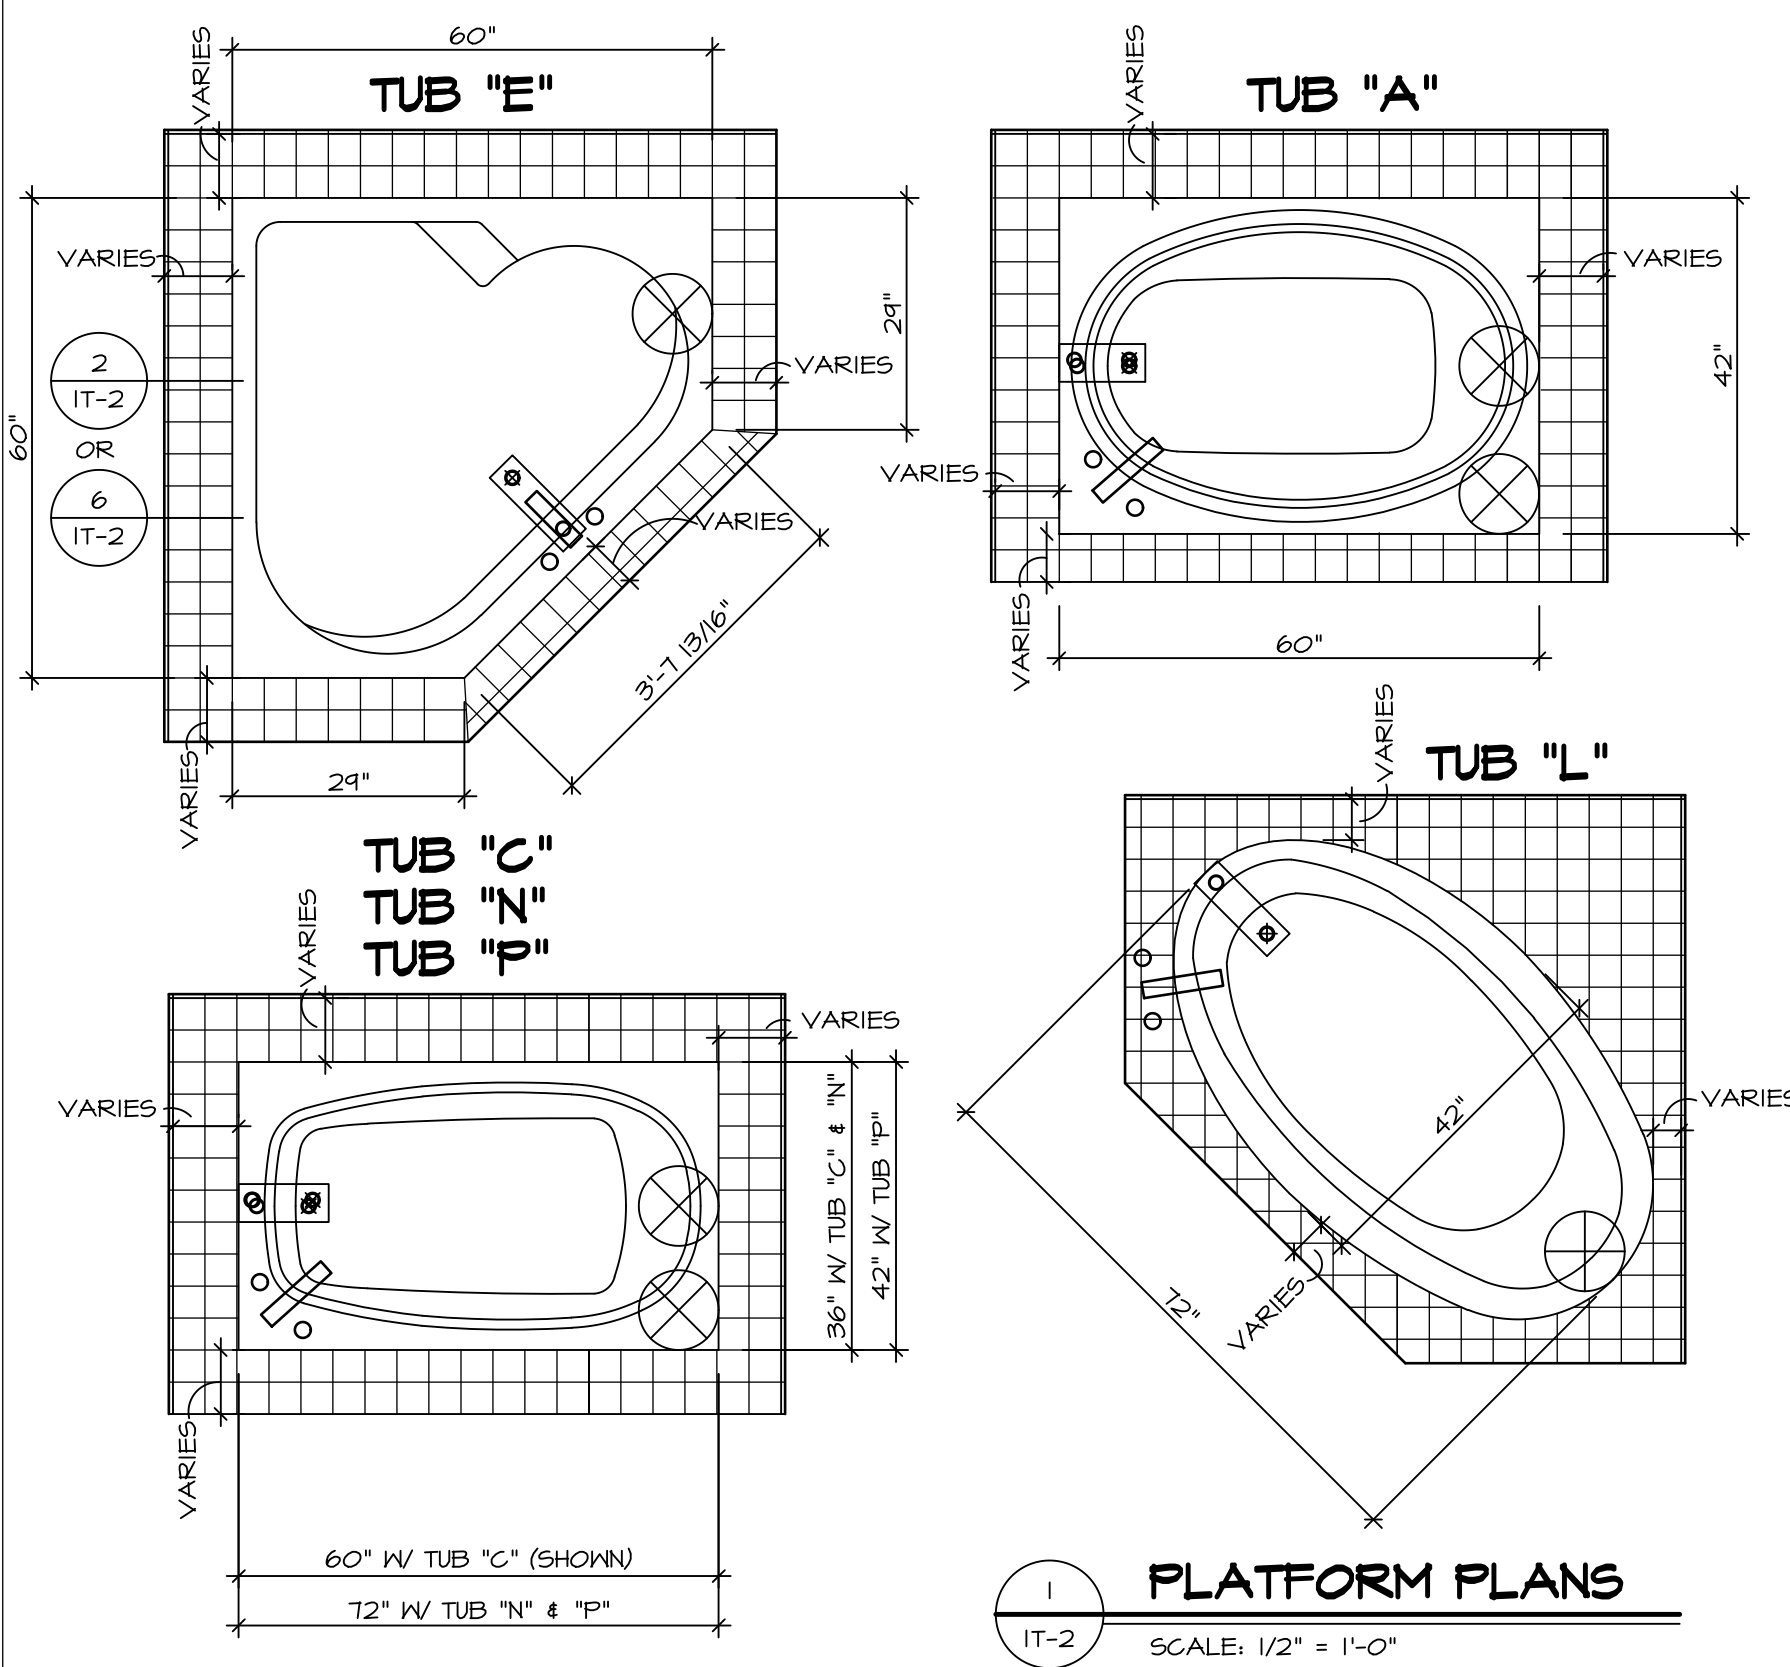 60"
VARIES
TUB "E"
VARIES
29"
VARIES
2
IT-2
OR
6
IT-2
60"
VARIES
3'-7 13/16"
29"
VARIES
VARIES
TUB "A"
VARIES
42"
VARIES
VARIES
60"
TUB "C"
TUB "N"
TUB "P"
VARIES
VARIES
VARIES
36" W/ TUB "C" & "N"
42" W/ TUB "P"
VARIES
60" W/ TUB "C" (SHOWN)
72" W/ TUB "N" & "P"
VARIES
TUB "L"
VARIES
42"
VARIES
72"
1
IT-2
PLATFORM PLANS
SCALE: 1/2" = 1'-0"